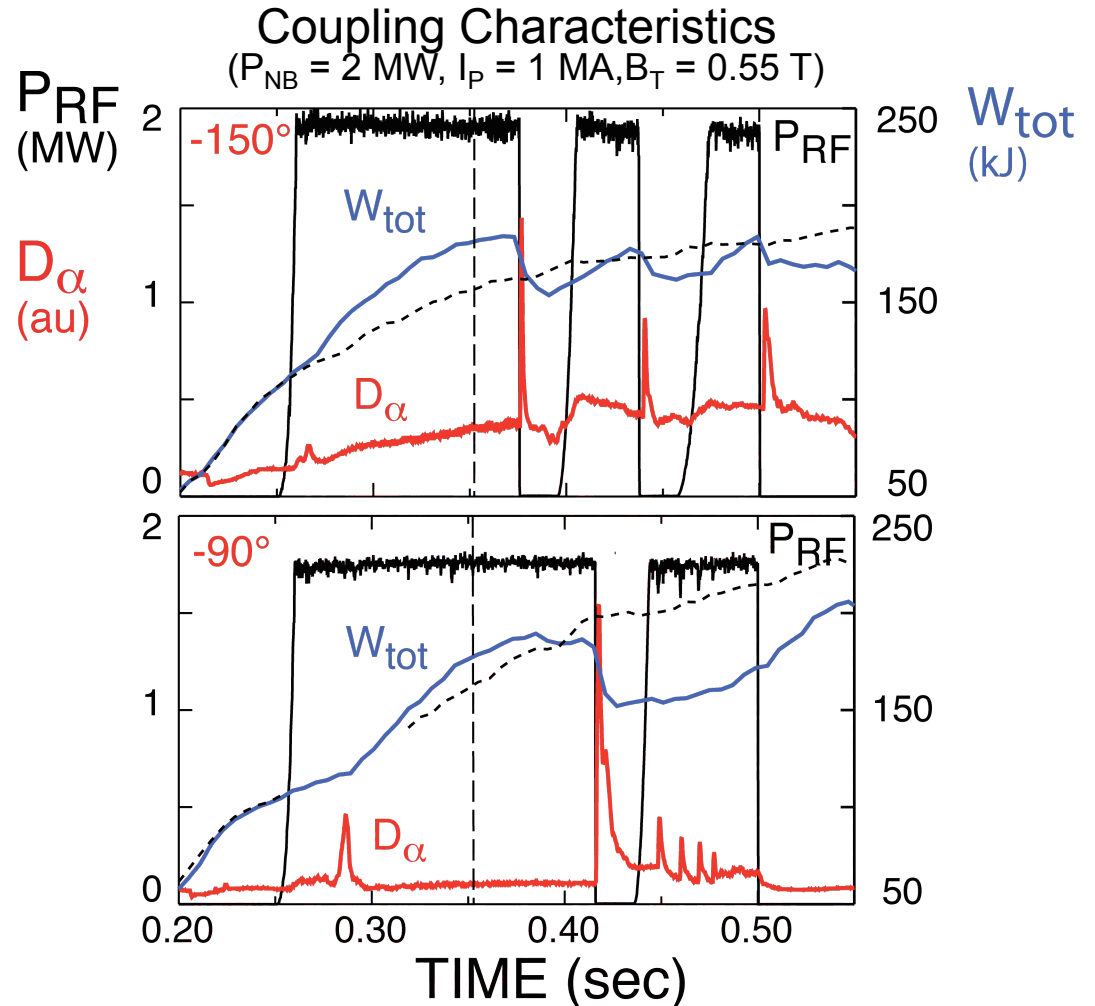 Coupling Characteristics
(P_NB = 2 MW, I_P = 1 MA,B_T = 0.55 T)
P_RF
(MW)
D_α
(au)
W_tot
(kJ)
2
1
0
250
150
50
-150°
P_RF
W_tot
D_α
2
1
0
250
150
50
-90°
P_RF
W_tot
D_α
0.20
0.30
0.40
0.50
TIME (sec)